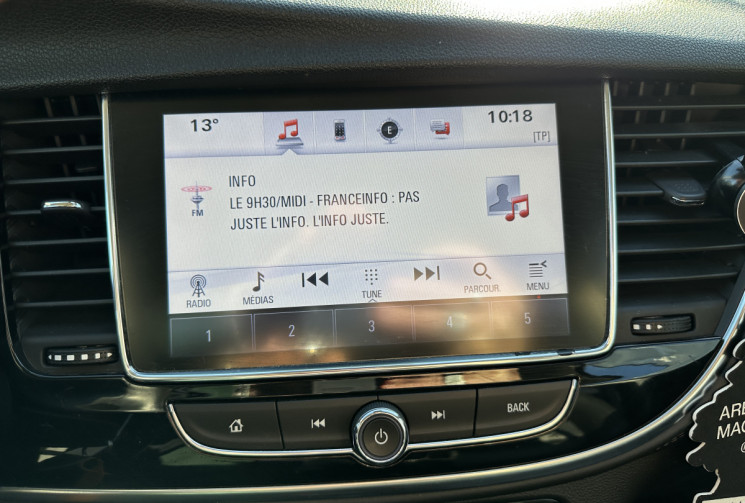 13° 10:18
E
[TP]
INFO
LE 9H30/MIDI - FRANCEINFO : PAS
JUSTE L'INFO. L'INFO JUSTE.
FM
RADIO MÉDIAS TUNE PARCOUR. MENU
1 2 3 4 5
BACK